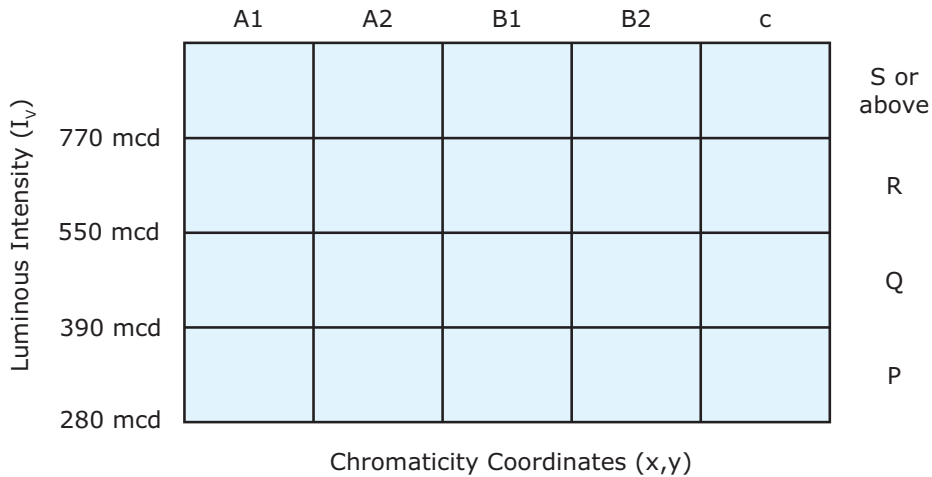 A1 A2 B1 B2 c
S or
above
770 mcd
R
550 mcd
Q
390 mcd
P
280 mcd
Luminous Intensity (Iv)
Chromaticity Coordinates (x,y)